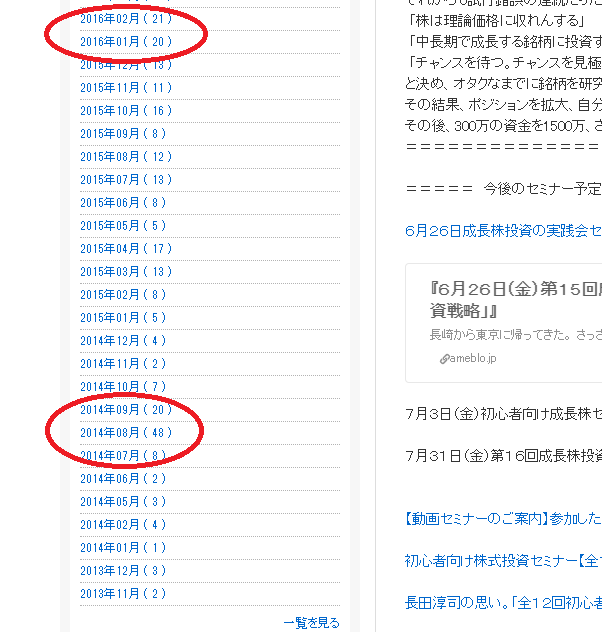 2016年02月 ( 21 )
2016年01月 ( 20 )
2015年12月 ( 13 )
2015年11月 ( 11 )
2015年10月 ( 16 )
2015年09月 ( 8 )
2015年08月 ( 12 )
2015年07月 ( 13 )
2015年06月 ( 8 )
2015年05月 ( 5 )
2015年04月 ( 17 )
2015年03月 ( 13 )
2015年02月 ( 8 )
2015年01月 ( 5 )
2014年12月 ( 4 )
2014年11月 ( 2 )
2014年10月 ( 7 )
2014年09月 ( 20 )
2014年08月 ( 48 )
2014年07月 ( 8 )
2014年06月 ( 2 )
2014年05月 ( 3 )
2014年02月 ( 4 )
2014年01月 ( 1 )
2013年12月 ( 3 )
2013年11月 ( 2 )
一覧を見る
「株は理論価格に収れんする」
「中長期で成長する銘柄に投資す
「チャンスを待つ。チャンスを見極
と決め、オタクなまでに銘柄を研究
その結果、ポジションを拡大、自分
その後、300万の資金を1500万、さ
＝＝＝＝＝＝＝＝＝＝＝＝＝＝
＝＝＝＝＝ 今後のセミナー予定
６月２６日成長株投資の実践会セ
『６月２６日(金)第１５回成
資戦略」』
長崎から東京に帰ってきた。さっさ
ameblo.jp
７月３日(金)初心者向け成長株セ
７月３１日(金)第１６回成長株投資
【動画セミナーのご案内】参加した
初心者向け株式投資セミナー【全１
長田淳司の思い。「全１２回初心者